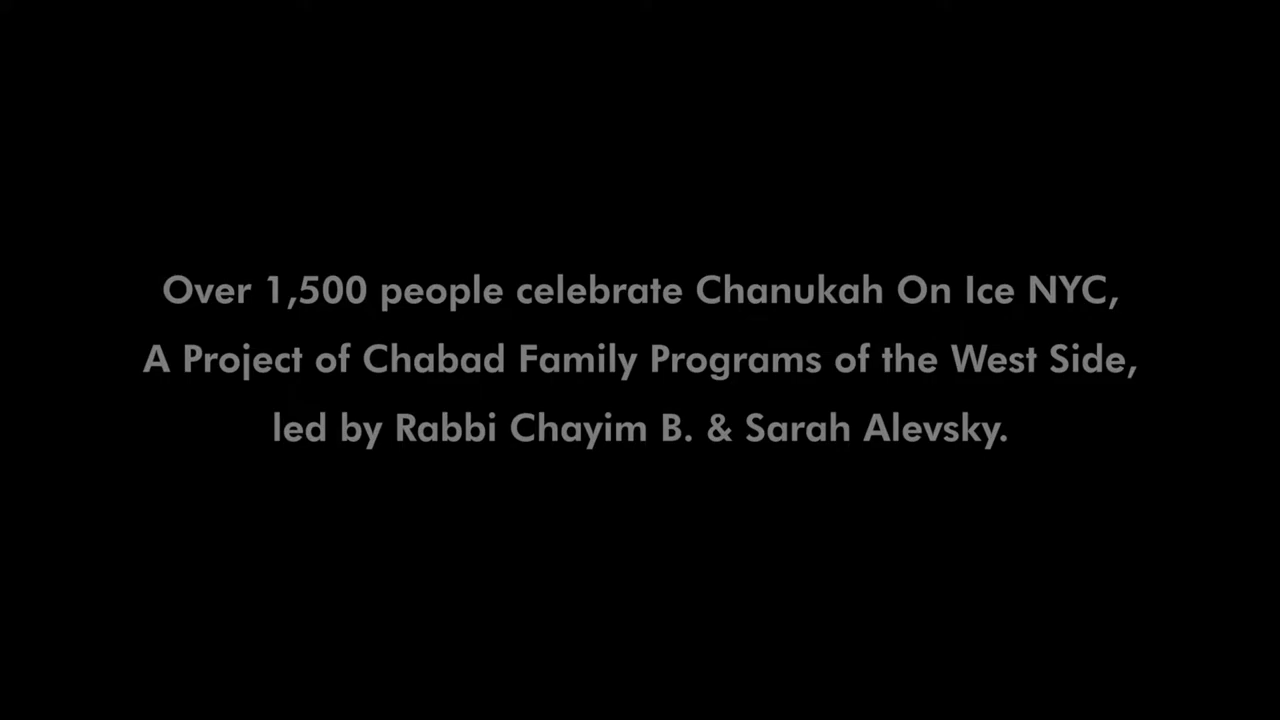 Over 1,500 people celebrate Chanukah On Ice NYC,
A Project of Chabad Family Programs of the West Side,
led by Rabbi Chayim B. & Sarah Alevsky.